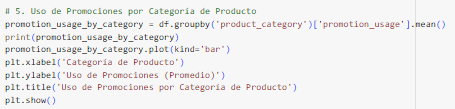 # 5. Uso de Promociones por Categoría de Producto
promotion_usage_by_category = df.groupby('product_category')['promotion_usage'].mean()
print(promotion_usage_by_category)
promotion_usage_by_category.plot(kind='bar')
plt.xlabel('Categoría de Producto')
plt.ylabel('Uso de Promociones (Promedio)')
plt.title('Uso de Promociones por Categoría de Producto')
plt.show()